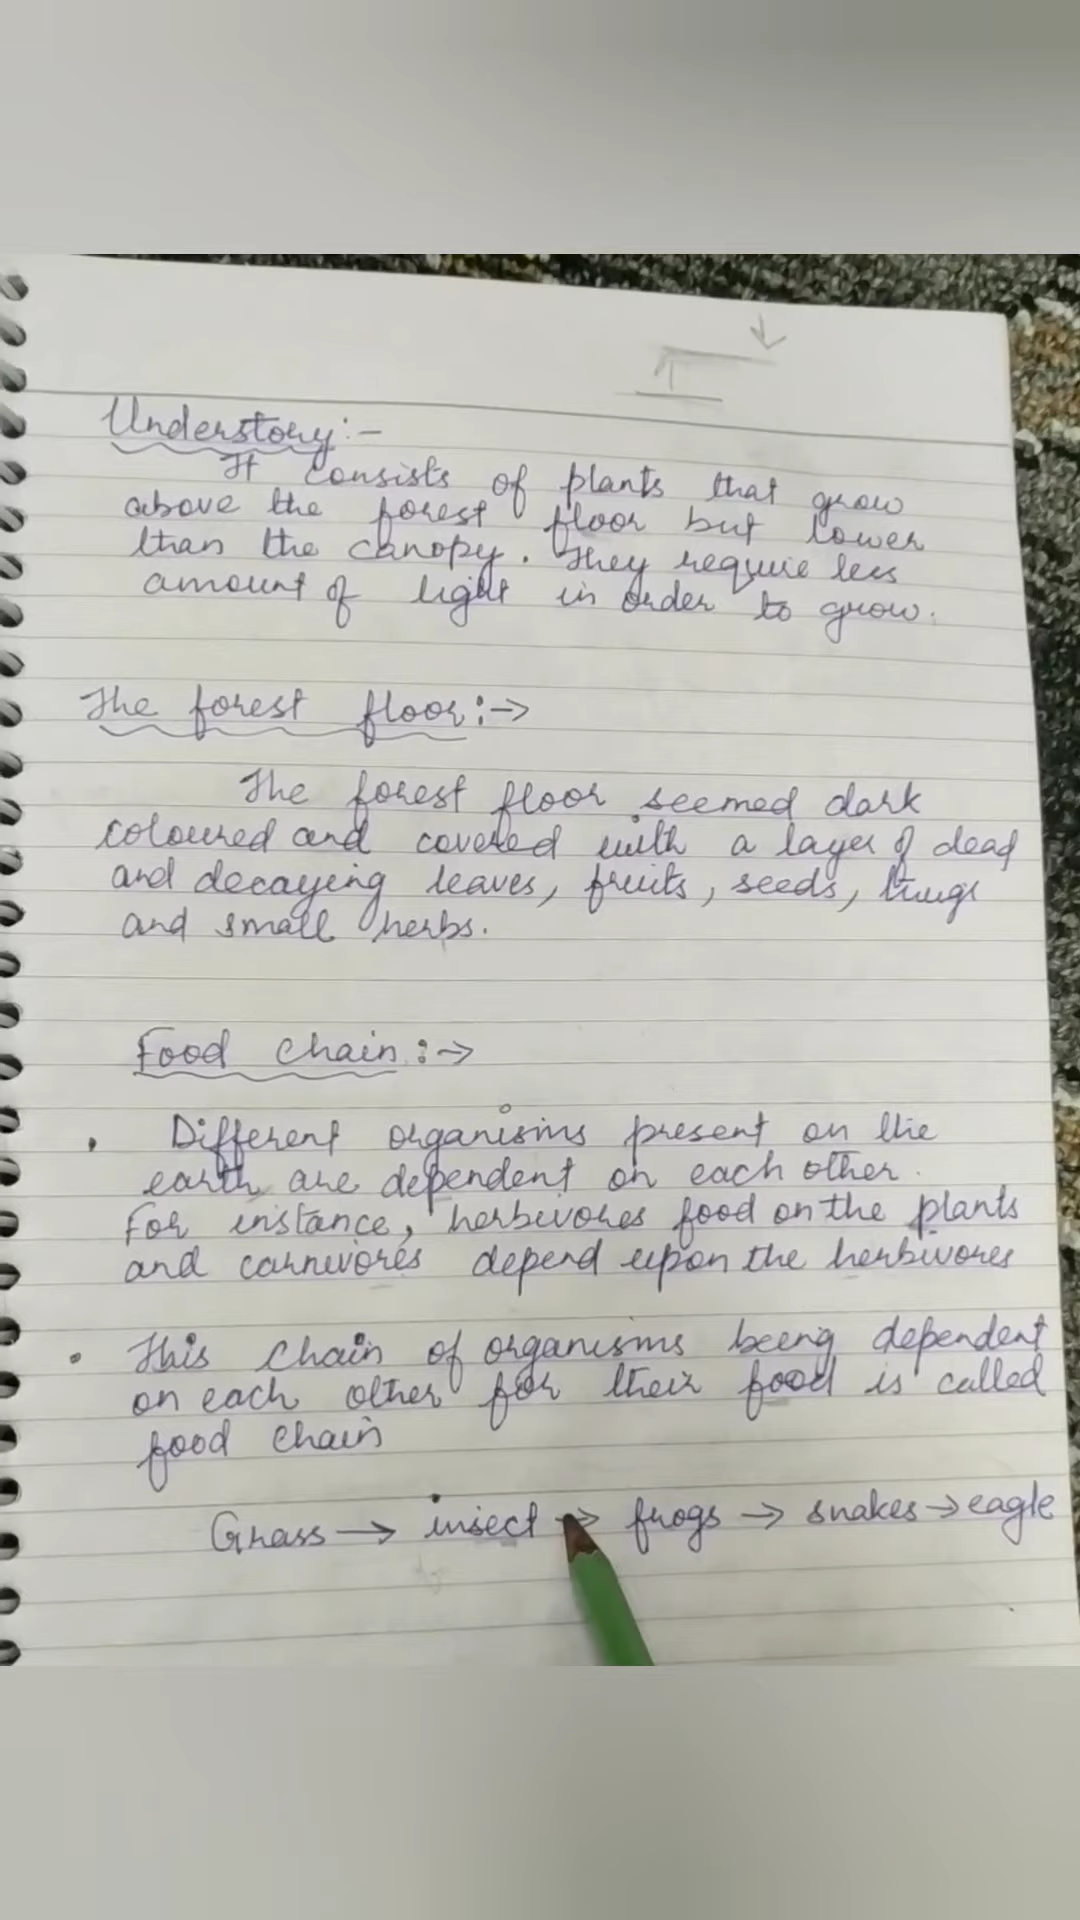 Understory:-
It consists of plants that grow
above the forest floor but lower
than the canopy. They require less
amount of light in order to grow.
The forest floor:->
The forest floor seemed dark
coloured and covered with a layer of dead
and decaying leaves, fruits, seeds, twigs
and small herbs.
Food chain:->
• Different organisms present on the
earth are dependent on each other.
For instance, herbivores food on the plants
and carnivores depend upon the herbivores
• This chain of organisms being dependent
on each other for their food is called
food chain
Grass → insect → frogs → snakes → eagle